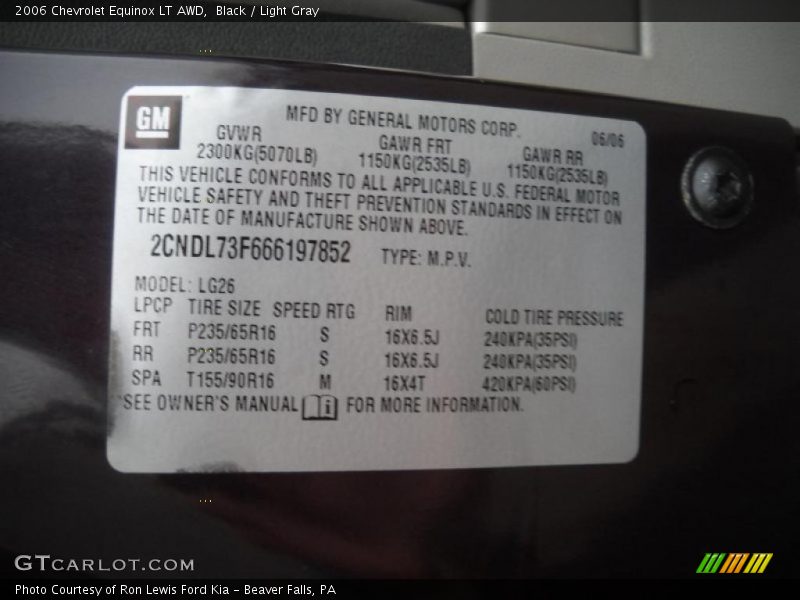 2006 Chevrolet Equinox LT AWD, Black / Light Gray
GM
MFD BY GENERAL MOTORS CORP. 06/06
GVWR GAWR FRT GAWR RR
2300KG(5070LB) 1150KG(2535LB) 1150KG(2535LB)
THIS VEHICLE CONFORMS TO ALL APPLICABLE U.S. FEDERAL MOTOR
VEHICLE SAFETY AND THEFT PREVENTION STANDARDS IN EFFECT ON
THE DATE OF MANUFACTURE SHOWN ABOVE.
2CNDL73F666197852 TYPE: M.P.V.
MODEL: LG26
LPCP TIRE SIZE SPEED RTG RIM COLD TIRE PRESSURE
FRT P235/65R16 S 16X6.5J 240KPA(35PSI)
RR P235/65R16 S 16X6.5J 240KPA(35PSI)
SPA T155/90R16 M 16X4T 420KPA(60PSI)
SEE OWNER'S MANUAL i FOR MORE INFORMATION.
GTCARLOT.COM
Photo Courtesy of Ron Lewis Ford Kia - Beaver Falls, PA